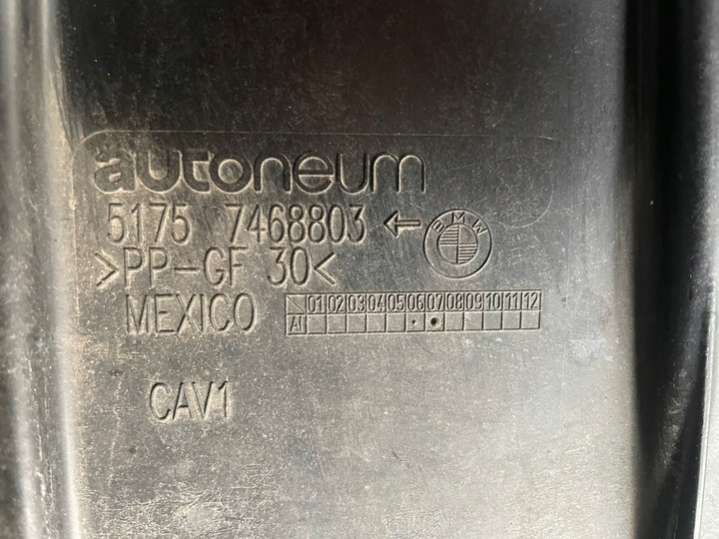 autoneum
5175 7468803 ← BMW
>PP-GF 30<
MEXICO 01 02 03 04 05 06 07 08 09 10 11 12
CAV1